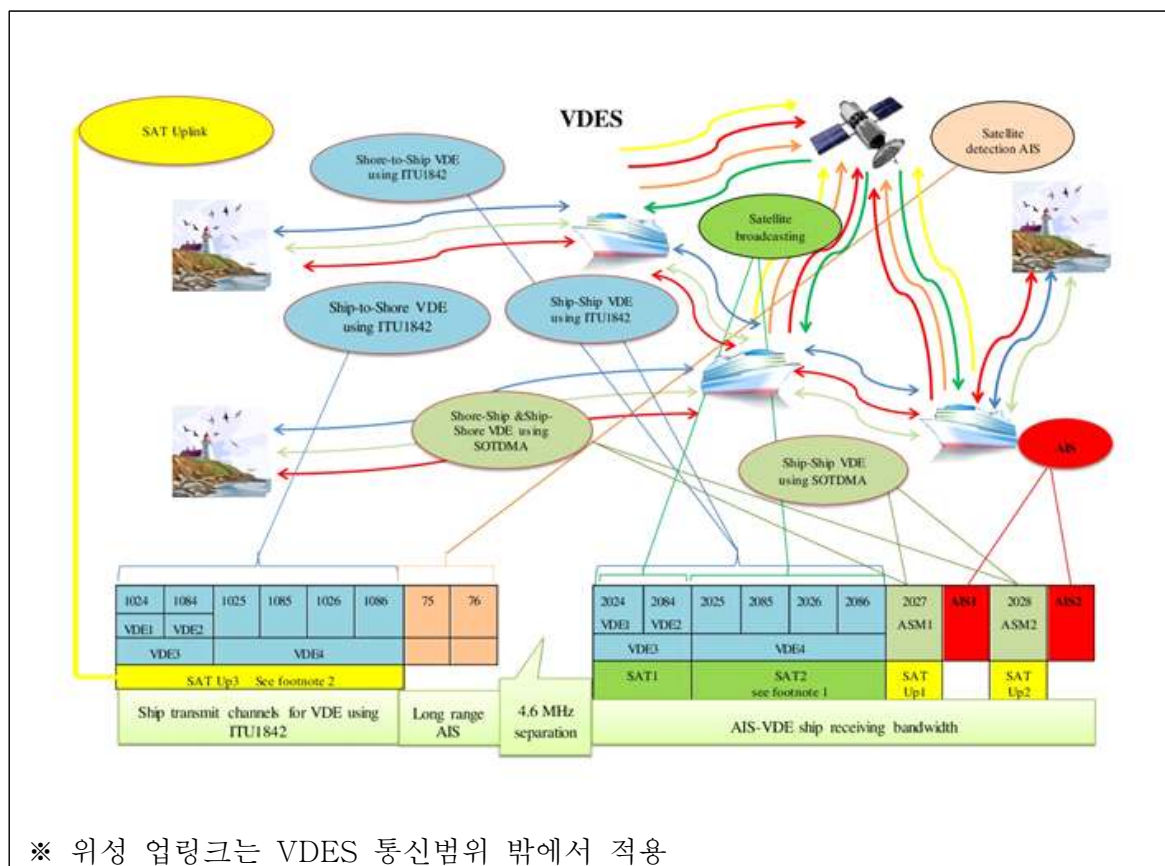 VDES
SAT Uplink
Shore-to-Ship VDE
using ITU1842
Satellite
detection AIS
Satellite
broadcasting
Ship-to-Shore VDE
using ITU1842
Ship-Ship VDE
using ITU1842
Shore-Ship &Ship-
Shore VDE using
SOTDMA
Ship-Ship VDE
using SOTDMA
AIS
1024 1084 1025 1085 1026 1086 75 76
VDE1 VDE2
VDE3 VDE4
SAT Up3 See footnote 2
Ship transmit channels for VDE using
ITU1842
Long range
AIS
4.6 MHz
separation
2024 2084 2025 2085 2026 2086 2027 AIS1 2028 AIS2
VDE1 VDE2 ASM1 ASM2
VDE3 VDE4
SAT1 SAT2 SAT SAT
see footnote 1 Up1 Up2
AIS-VDE ship receiving bandwidth
※ 위성 업링크는 VDES 통신범위 밖에서 적용